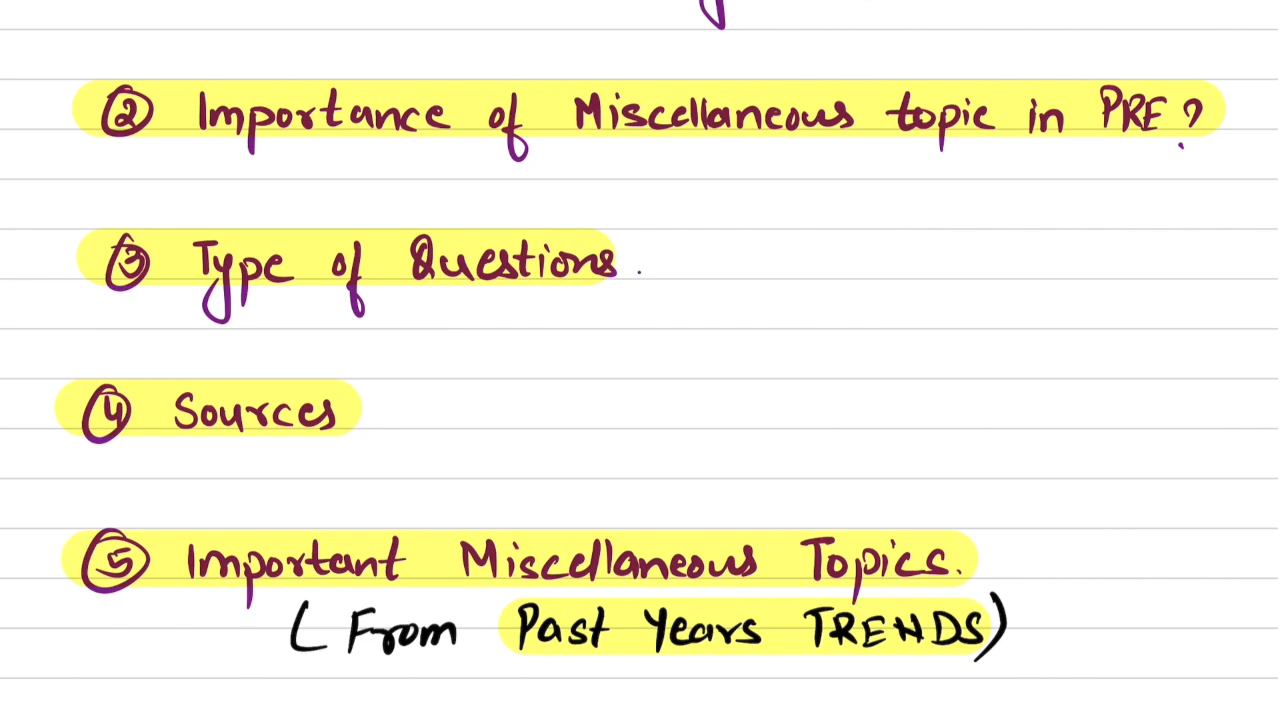 ② Importance of Miscellaneous topic in PRE?
③ Type of Questions.
④ Sources
⑤ Important Miscellaneous Topics.
(From Past Years TRENDS)